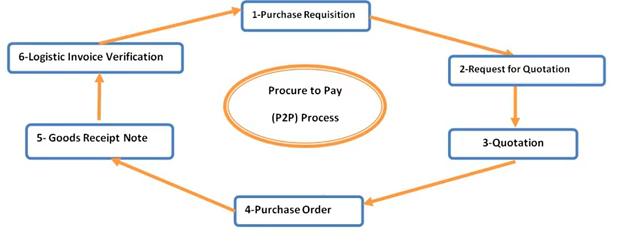 1-Purchase Requisition
2-Request for Quotation
3-Quotation
4-Purchase Order
5- Goods Receipt Note
6-Logistic Invoice Verification
Procure to Pay
(P2P) Process